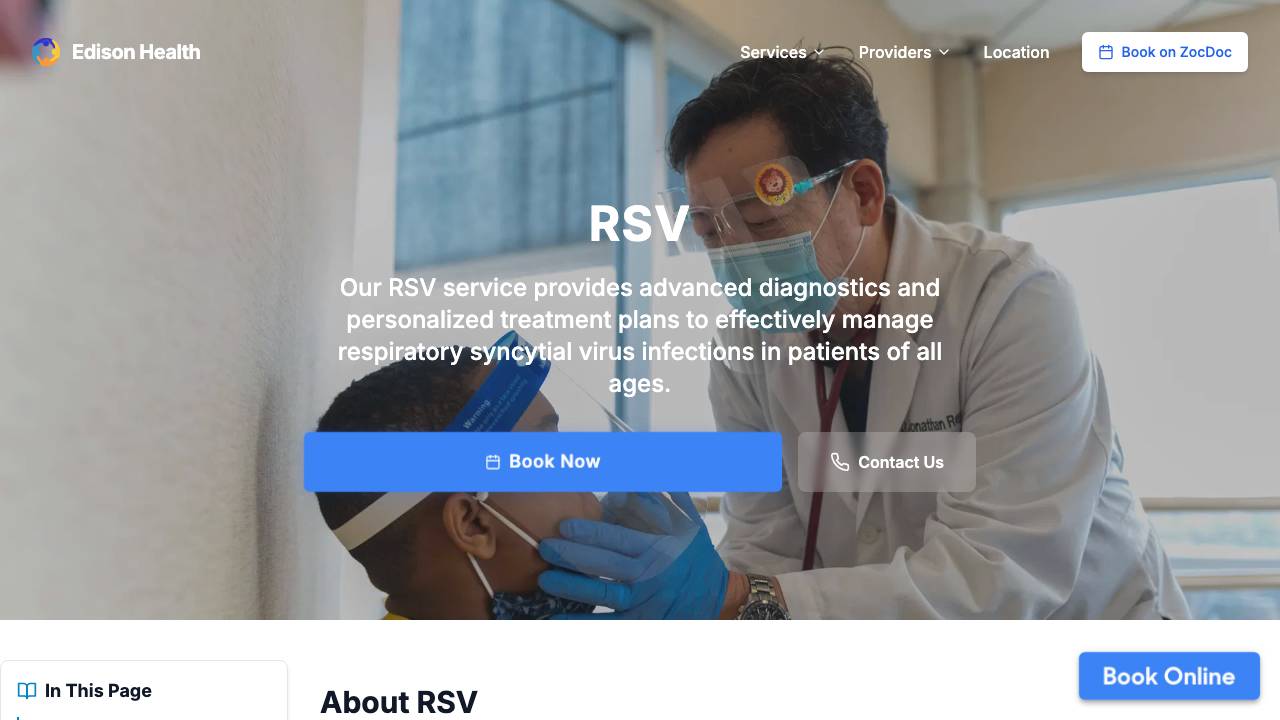 Edison Health
Services
Providers
Location
Book on ZocDoc
RSV
Our RSV service provides advanced diagnostics and
personalized treatment plans to effectively manage
respiratory syncytial virus infections in patients of all
ages.
Warning
Jonathan
Book Now
Contact Us
In This Page
About RSV
Book Online